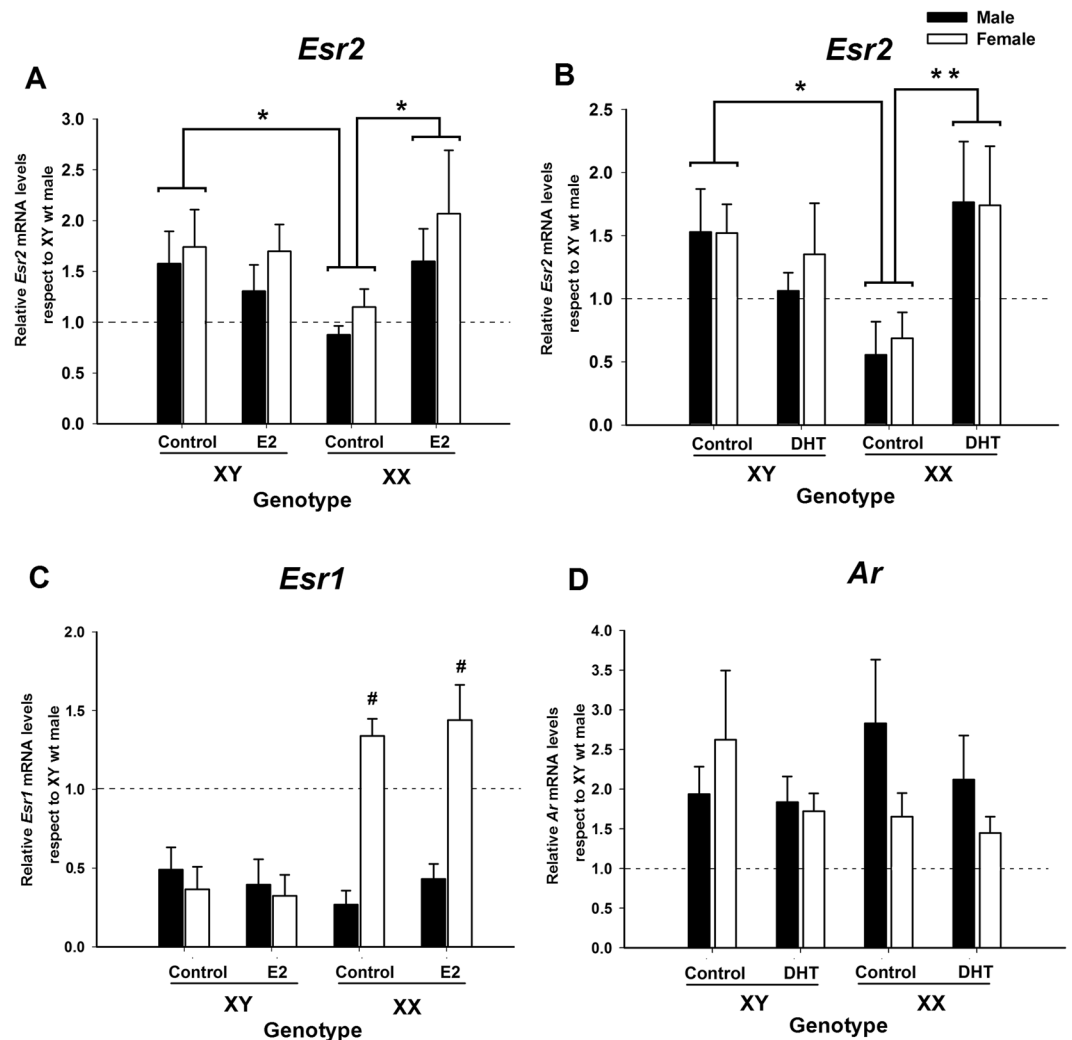 Male
Female
A
Esr2
*
*
3.0
2.5
2.0
1.5
1.0
0.5
0.0
Relative Esr2 mRNA levels
respect to XY wt male
Control
E2
Control
E2
XY
XX
Genotype
B
Esr2
*
**
2.5
2.0
1.5
1.0
0.5
0.0
Relative Esr2 mRNA levels
respect to XY wt male
Control
DHT
Control
DHT
XY
XX
Genotype
C
Esr1
#
#
2.0
1.5
1.0
0.5
0.0
Relative Esr1 mRNA levels
respect to XY wt male
Control
E2
Control
E2
XY
XX
Genotype
D
Ar
4.0
3.5
3.0
2.5
2.0
1.5
1.0
0.5
0.0
Relative Ar mRNA levels
respect to XY wt male
Control
DHT
Control
DHT
XY
XX
Genotype